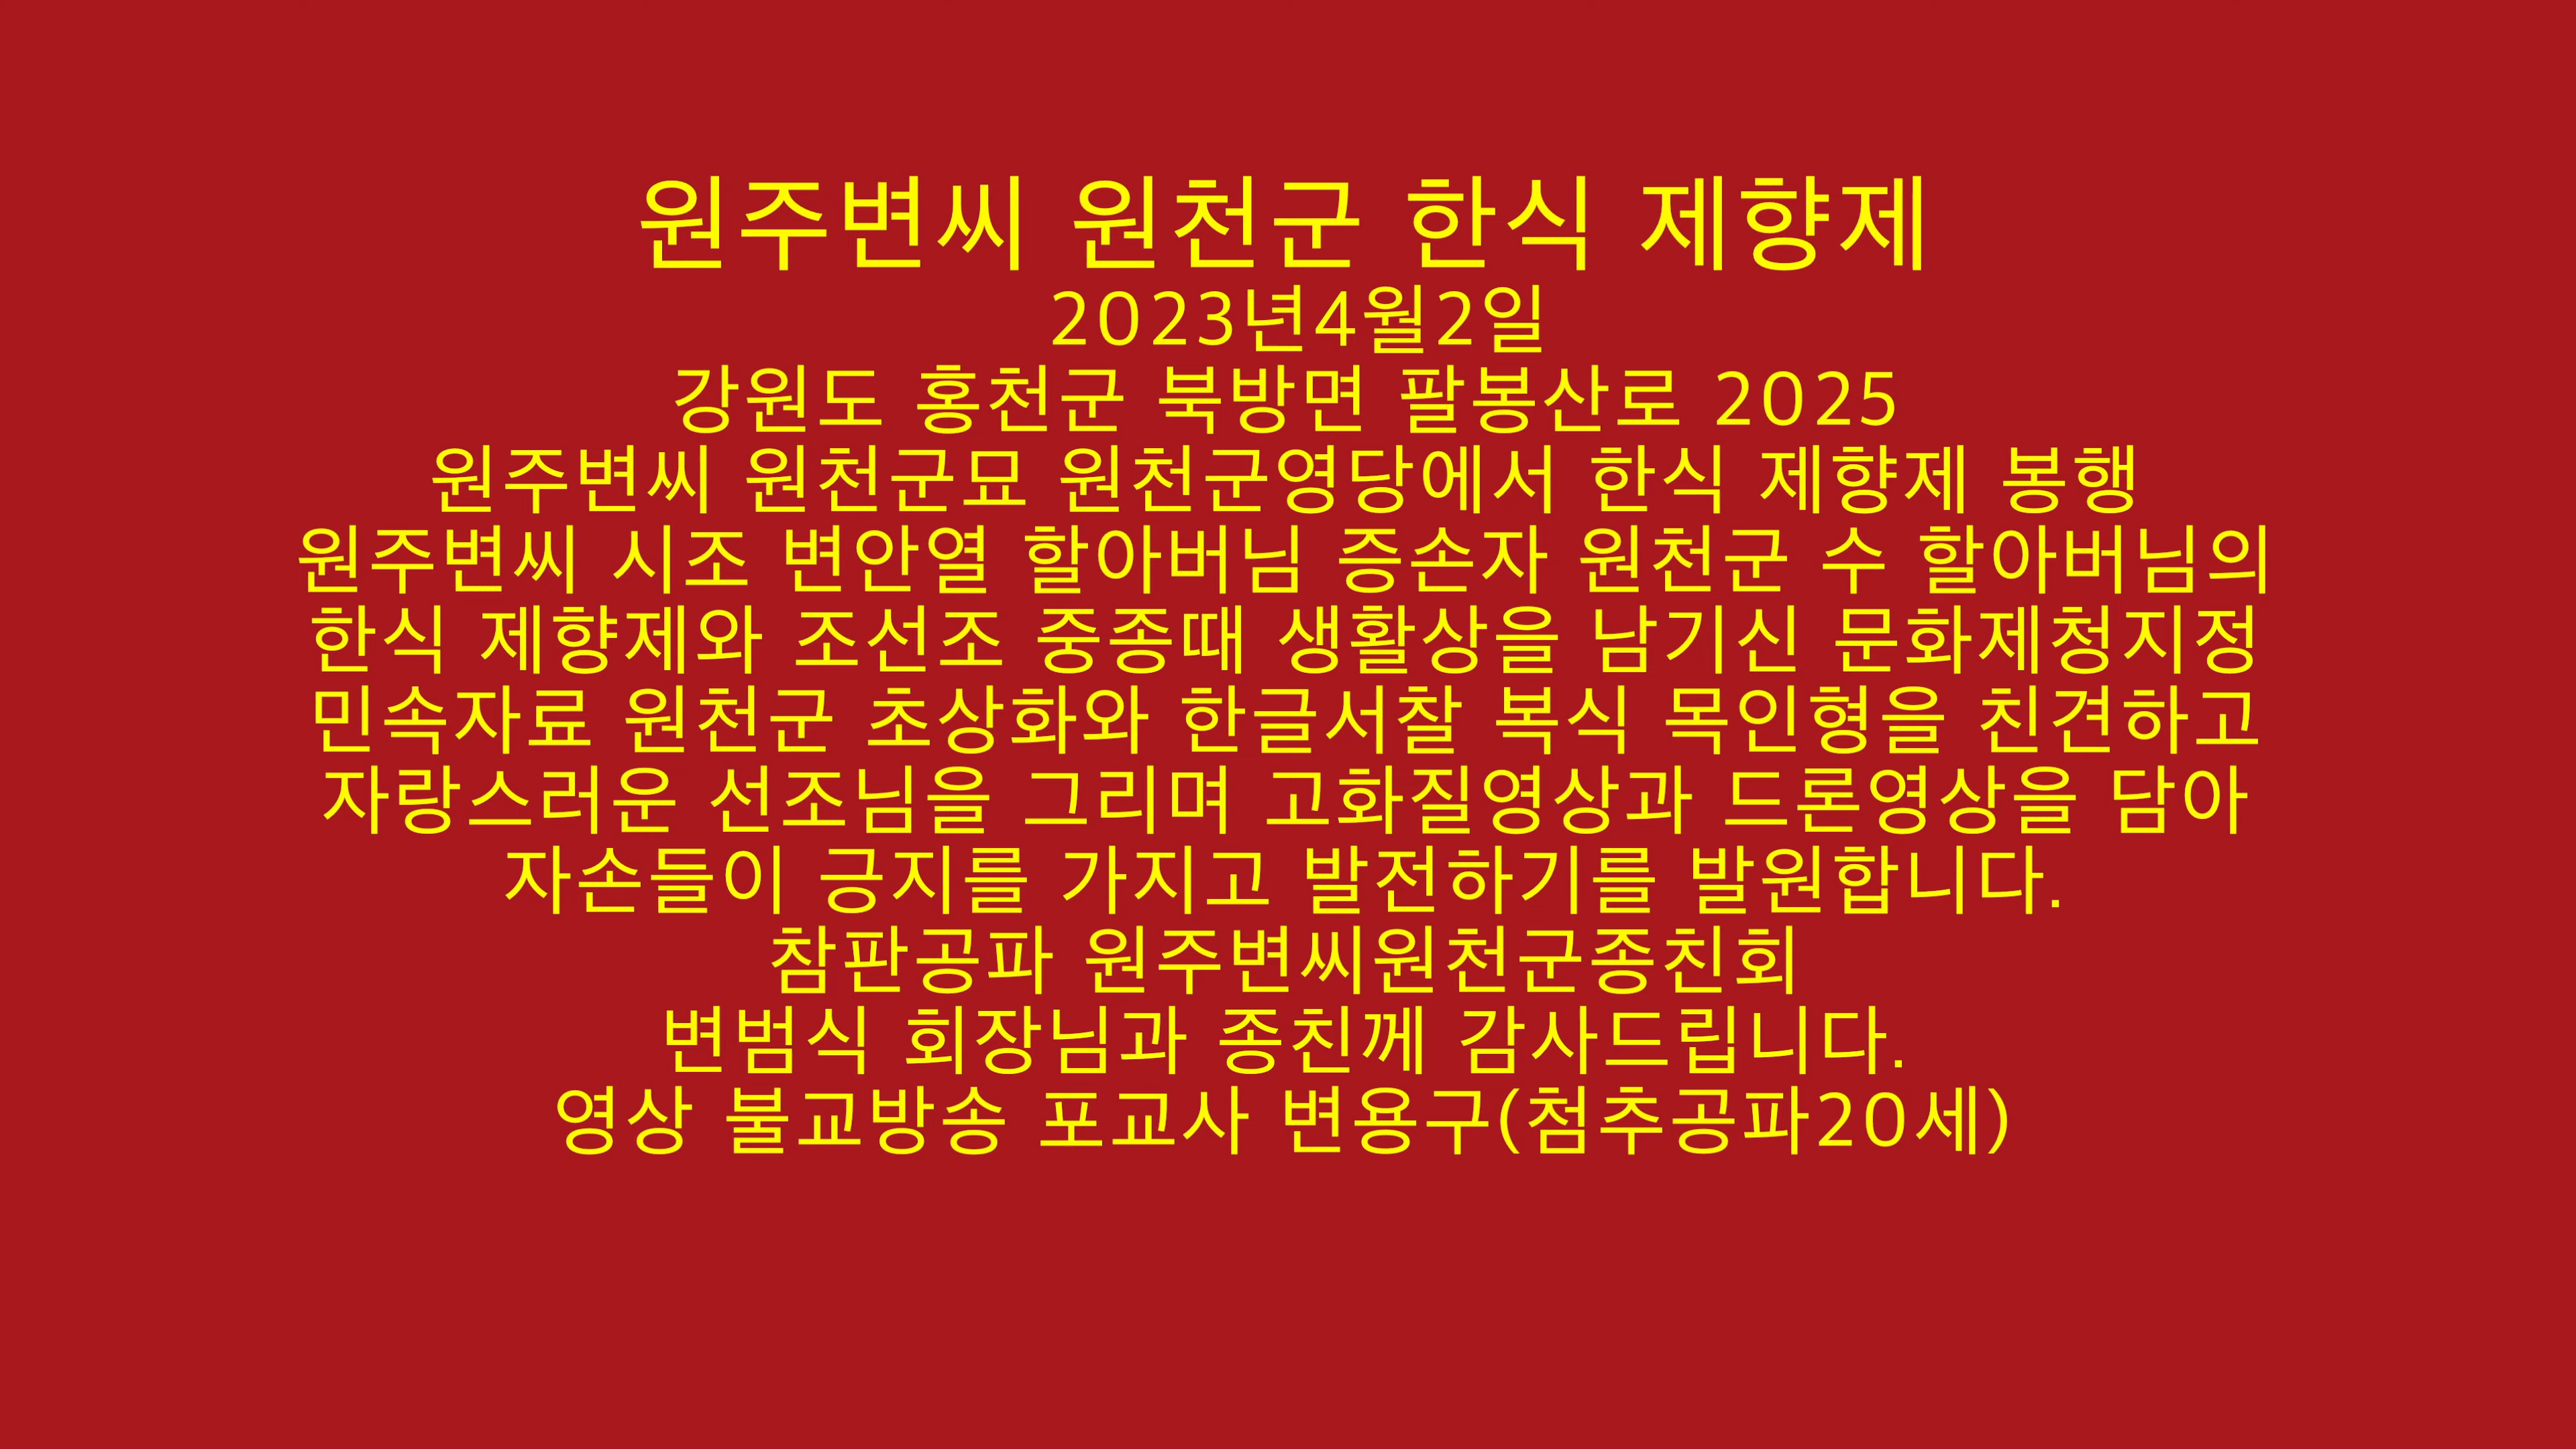 원주변씨 원천군 한식 제향제
2023년4월2일
강원도 홍천군 북방면 팔봉산로 2025
원주변씨 원천군묘 원천군영당에서 한식 제향제 봉행
원주변씨 시조 변안열 할아버님 증손자 원천군 수 할아버님의
한식 제향제와 조선조 중종때 생활상을 남기신 문화제청지정
민속자료 원천군 초상화와 한글서찰 복식 목인형을 친견하고
자랑스러운 선조님을 그리며 고화질영상과 드론영상을 담아
자손들이 긍지를 가지고 발전하기를 발원합니다.
참판공파 원주변씨원천군종친회
변범식 회장님과 종친께 감사드립니다.
영상 불교방송 포교사 변용구(첨추공파20세)